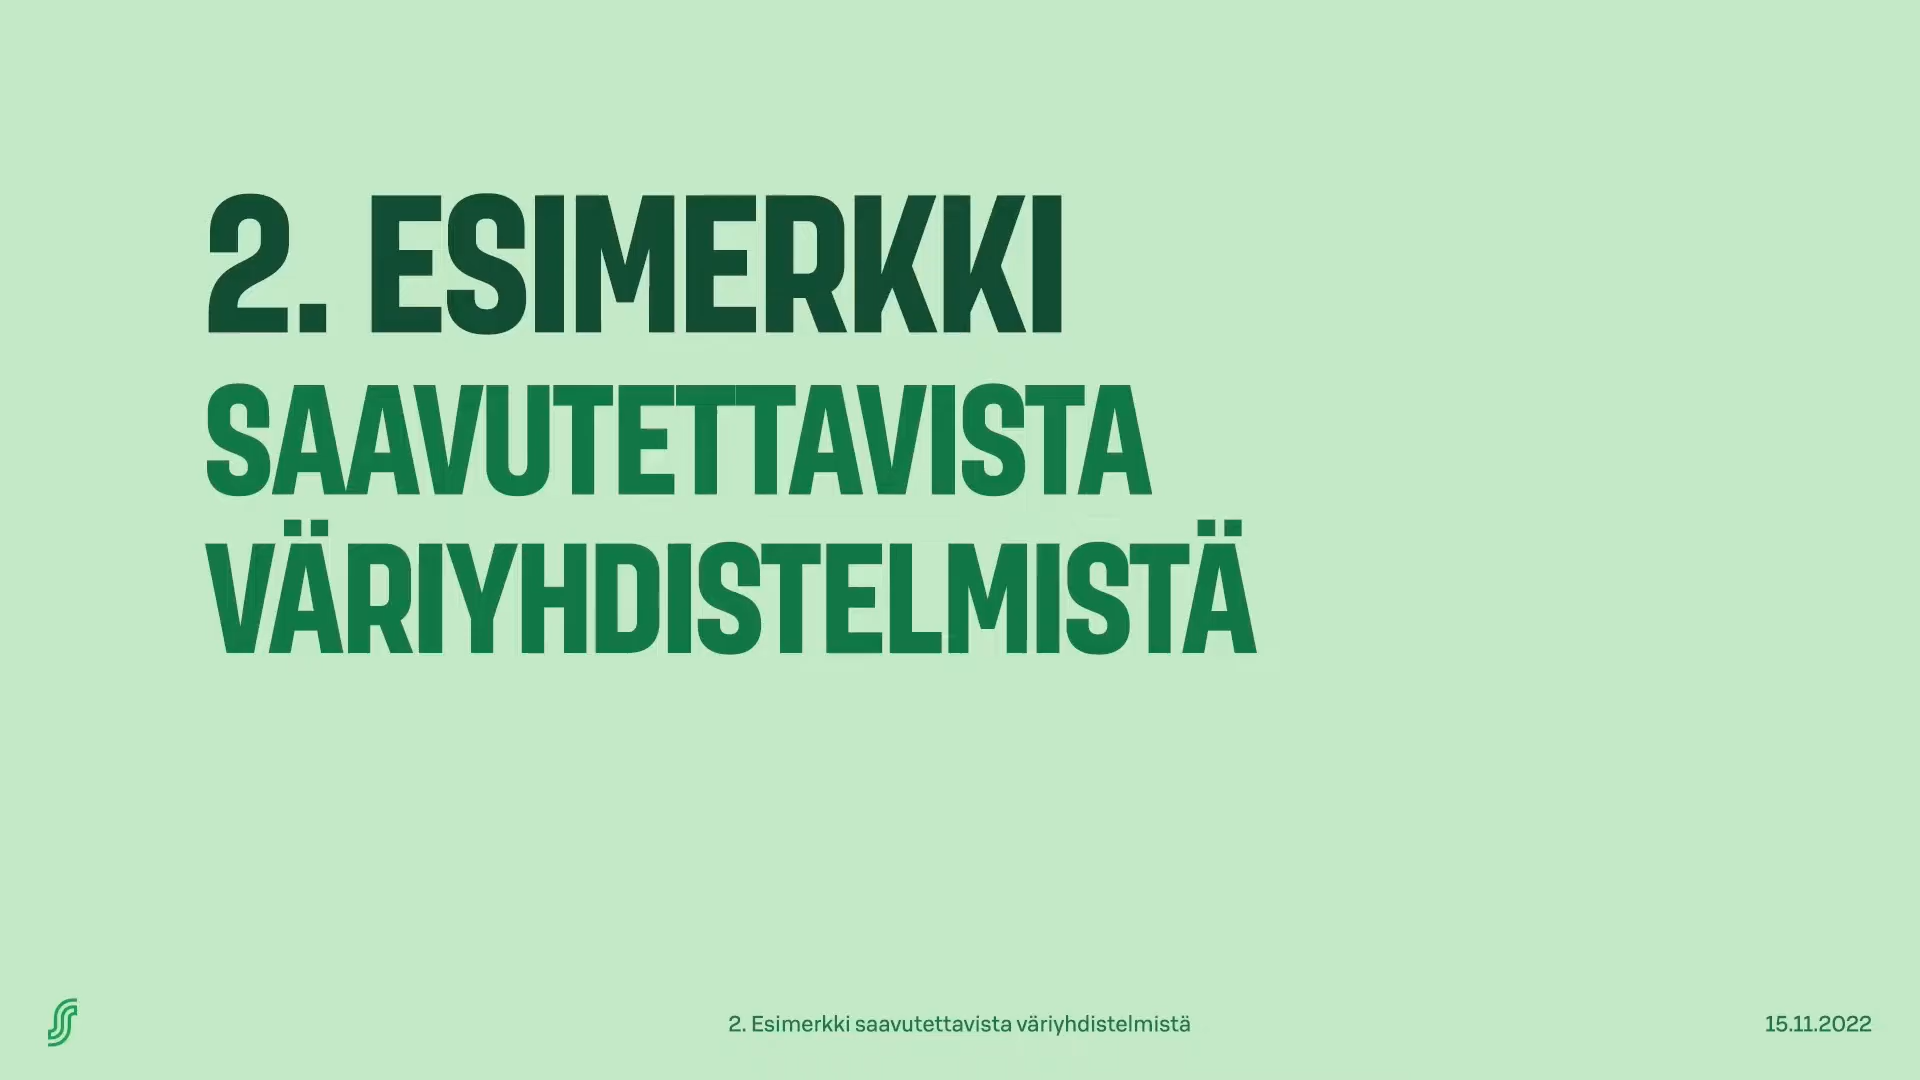 2. ESIMERKKI
SAAVUTETTAVISTA
VÄRIYHDISTELMISTÄ
2. Esimerkki saavutettavista väriyhdistelmistä
15.11.2022